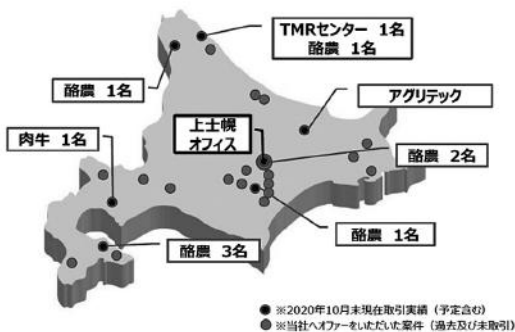 TMRセンター 1名
酪農 1名
酪農 1名
アグリテック
肉牛 1名
上士幌
オフィス
酪農 2名
酪農 1名
酪農 3名
● ※2020年10月末現在取引実績（予定含む）
● ※当社へオファーをいただいた案件（過去及び未取引）